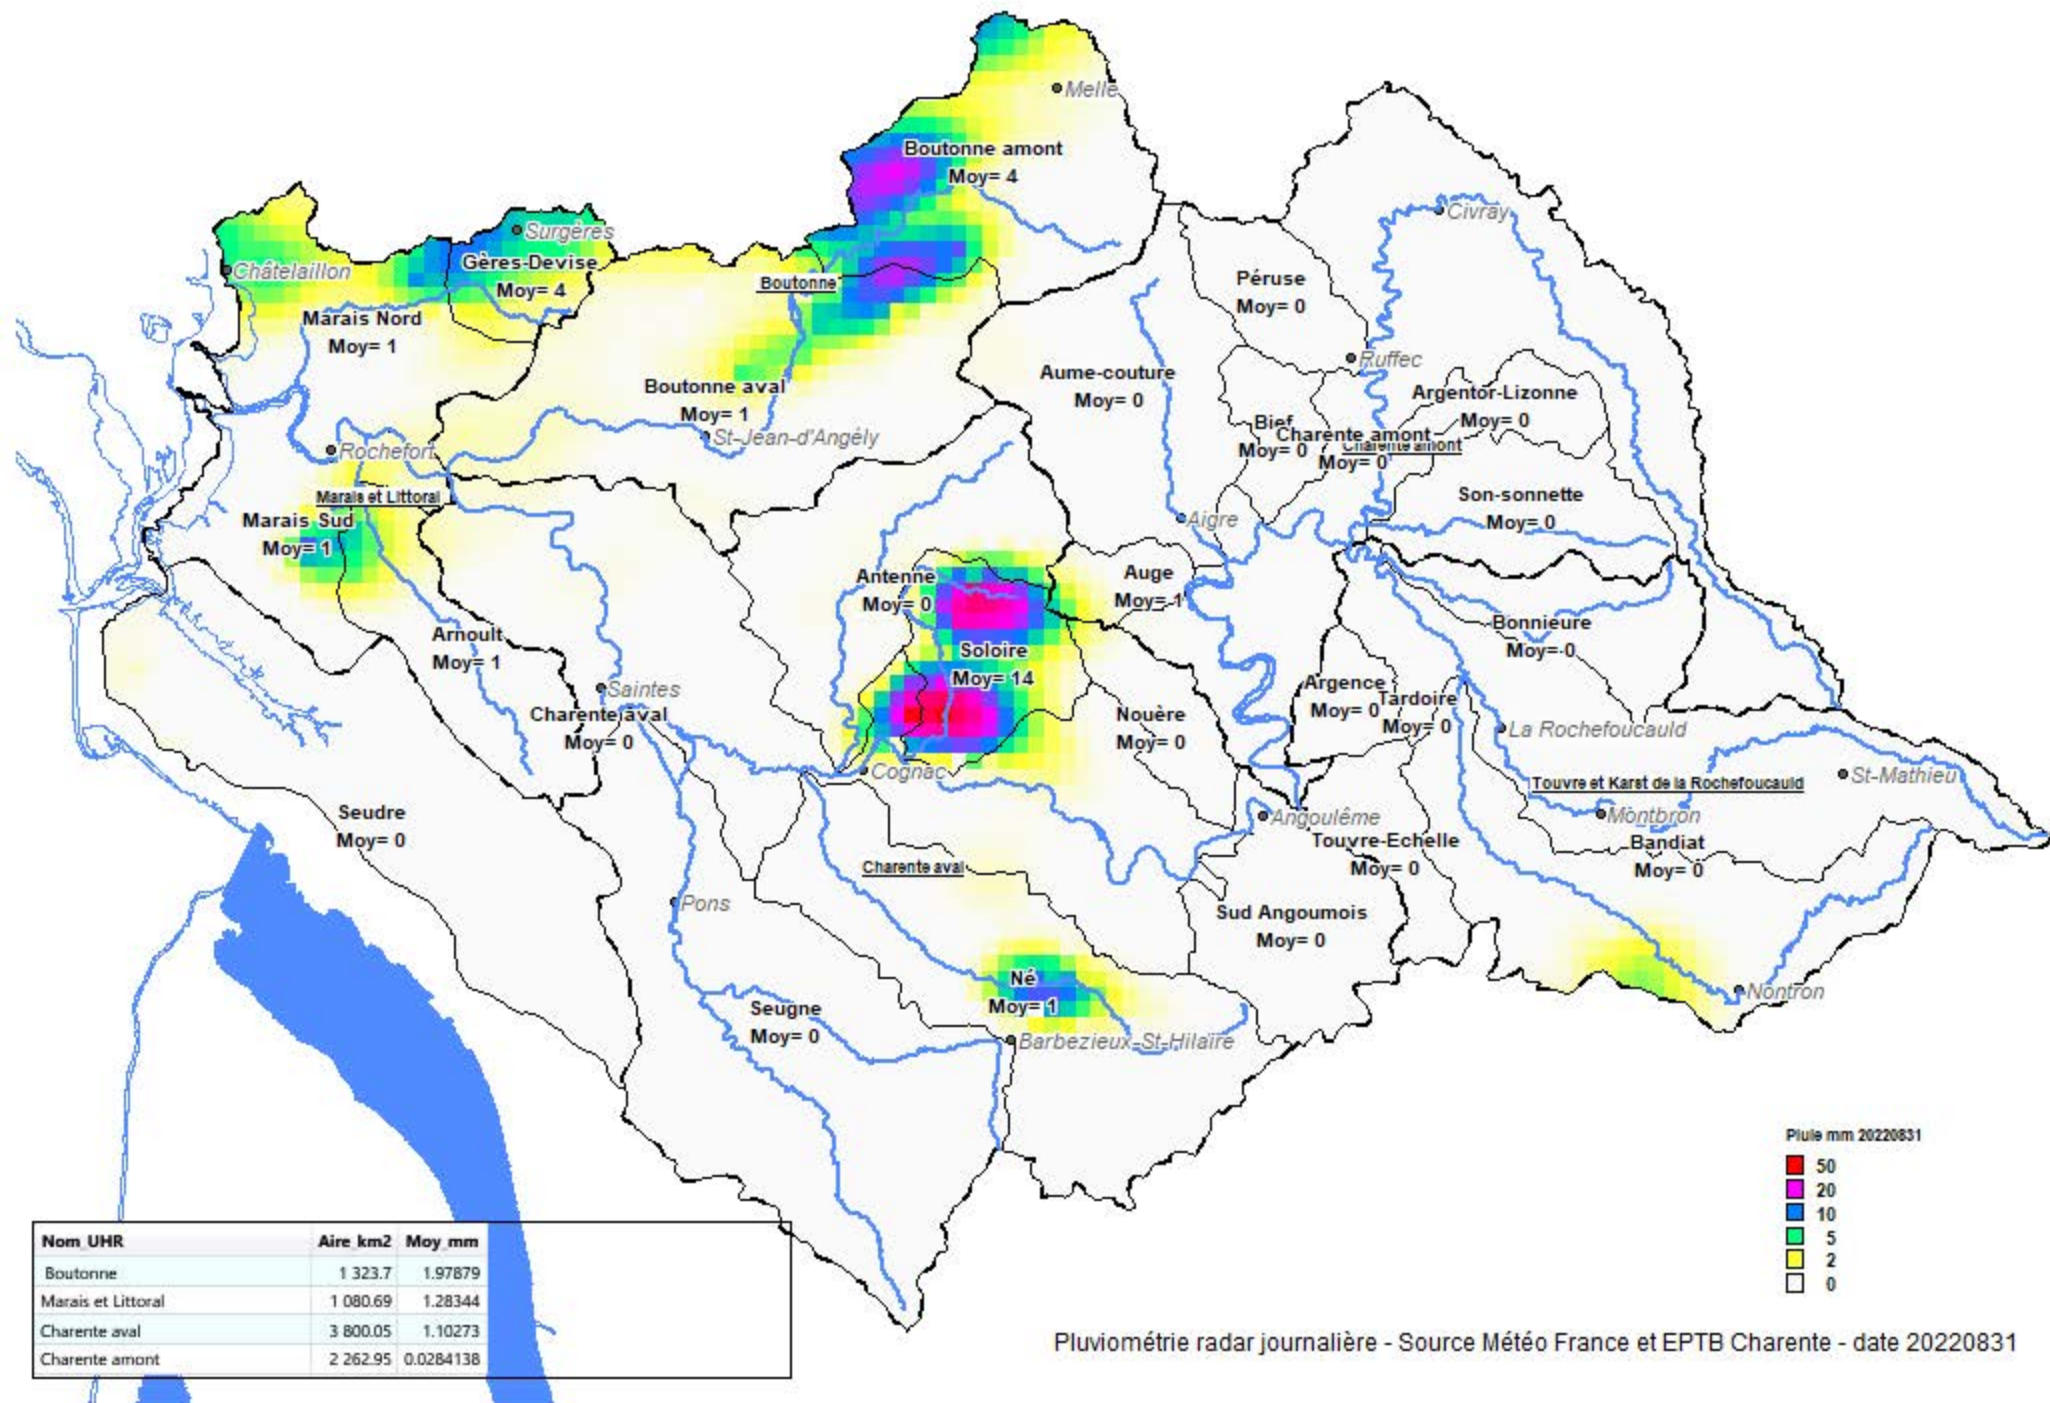 Melle
Boutonne amont
Moy= 4
Civray
Surgères
Châtelaillon
Gères-Devise
Moy= 4
Boutonne
Péruse
Moy= 0
Marais Nord
Moy= 1
Ruffec
Aume-couture
Moy= 0
Boutonne aval
Moy= 1
Argentor-Lizonne
Moy= 0
Bief
Moy= 0
Charente amont
Moy= 0
Charente amont
St-Jean-d'Angély
Rochefort
Marais et Littoral
Son-sonnette
Moy= 0
Marais Sud
Moy= 1
Aigre
Antenne
Moy= 0
Auge
Moy= 1
Bonnieure
Moy= 0
Arnoult
Moy= 1
Soloire
Moy= 14
Saintes
Argence
Moy= 0
Tardoire
Moy= 0
Charente aval
Moy= 0
Nouère
Moy= 0
La Rochefoucauld
Cognac
Touvre et Karst de la Rochefoucauld
St-Mathieu
Seudre
Moy= 0
Angoulême
Montbron
Touvre-Echelle
Moy= 0
Bandiat
Moy= 0
Charente aval
Pons
Sud Angoumois
Moy= 0
Né
Moy= 1
Nontron
Seugne
Moy= 0
Barbezieux-St-Hilaire
Pluie mm 20220831
50
20
10
5
2
0
Nom_UHR Aire_km2 Moy_mm
Boutonne 1 323.7 1.97879
Marais et Littoral 1 080.69 1.28344
Charente aval 3 800.05 1.10273
Charente amont 2 262.95 0.0284138
Pluviométrie radar journalière - Source Météo France et EPTB Charente - date 20220831